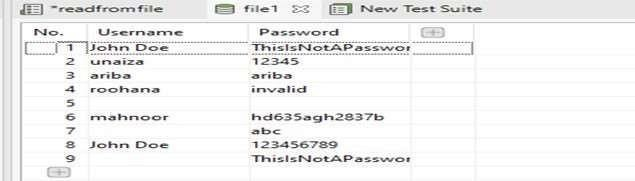 *readfromfile file1 New Test Suite
No. Username Password
1 John Doe ThisIsNotAPasswor
2 unaiza 12345
3 ariba ariba
4 roohana invalid
5
6 mahnoor hd635agh2837b
7 abc
8 John Doe 123456789
9 ThisIsNotAPasswor